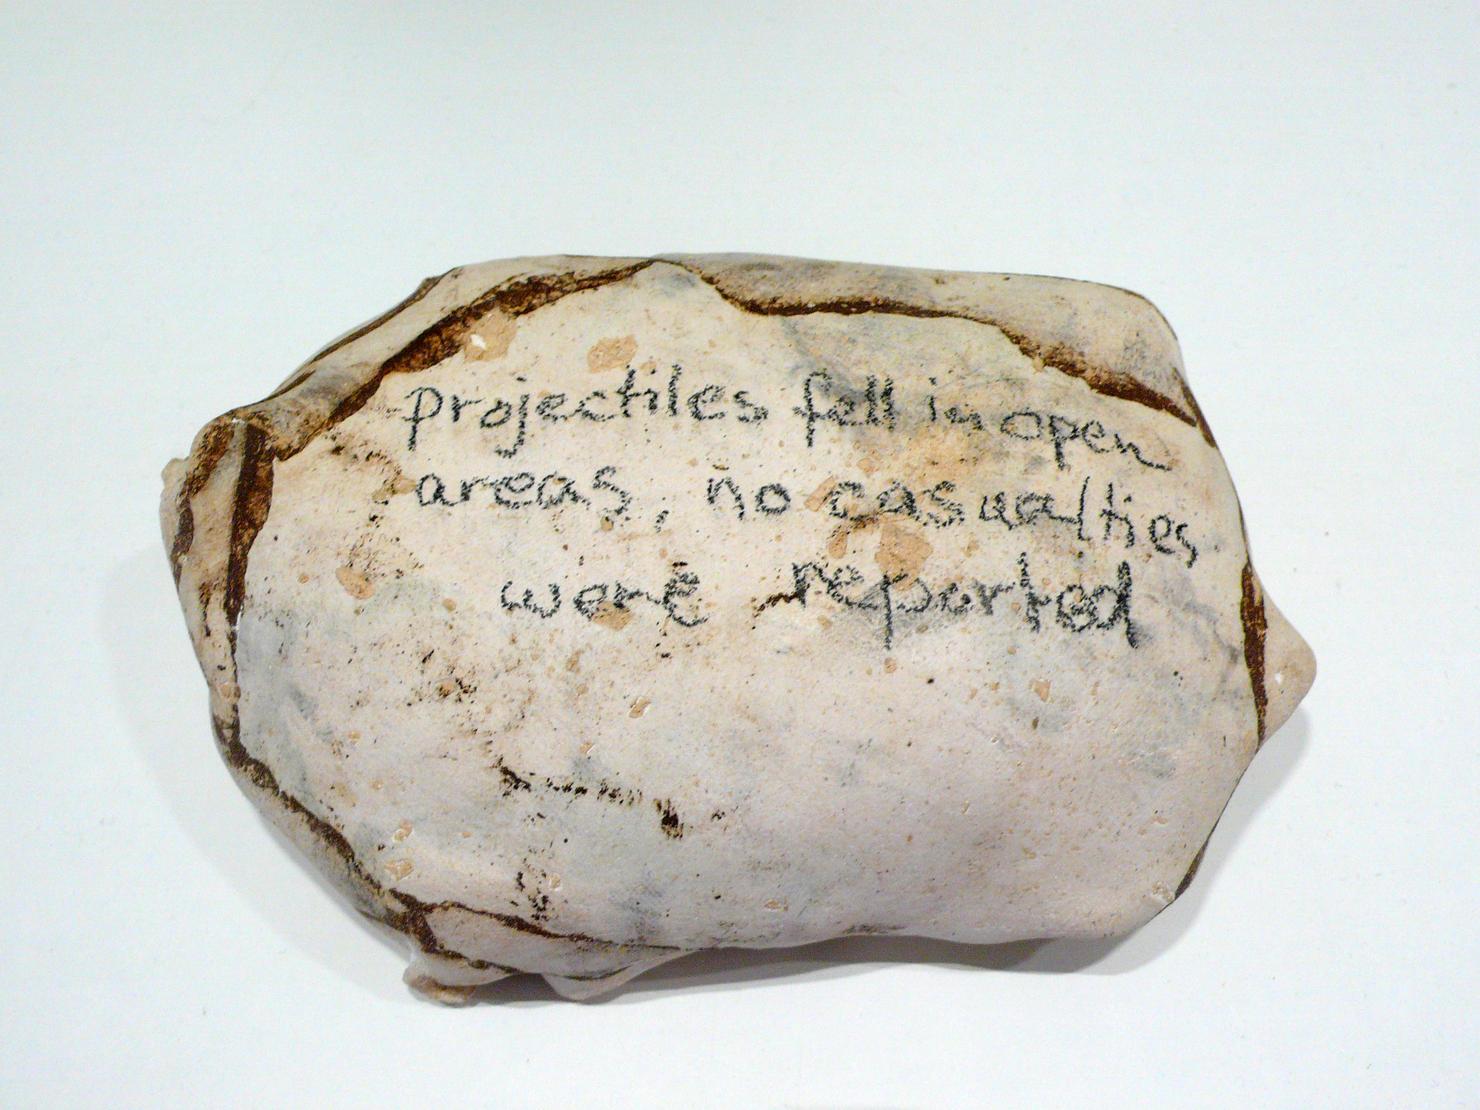 projectiles fell in open
areas, no casualties
were reported